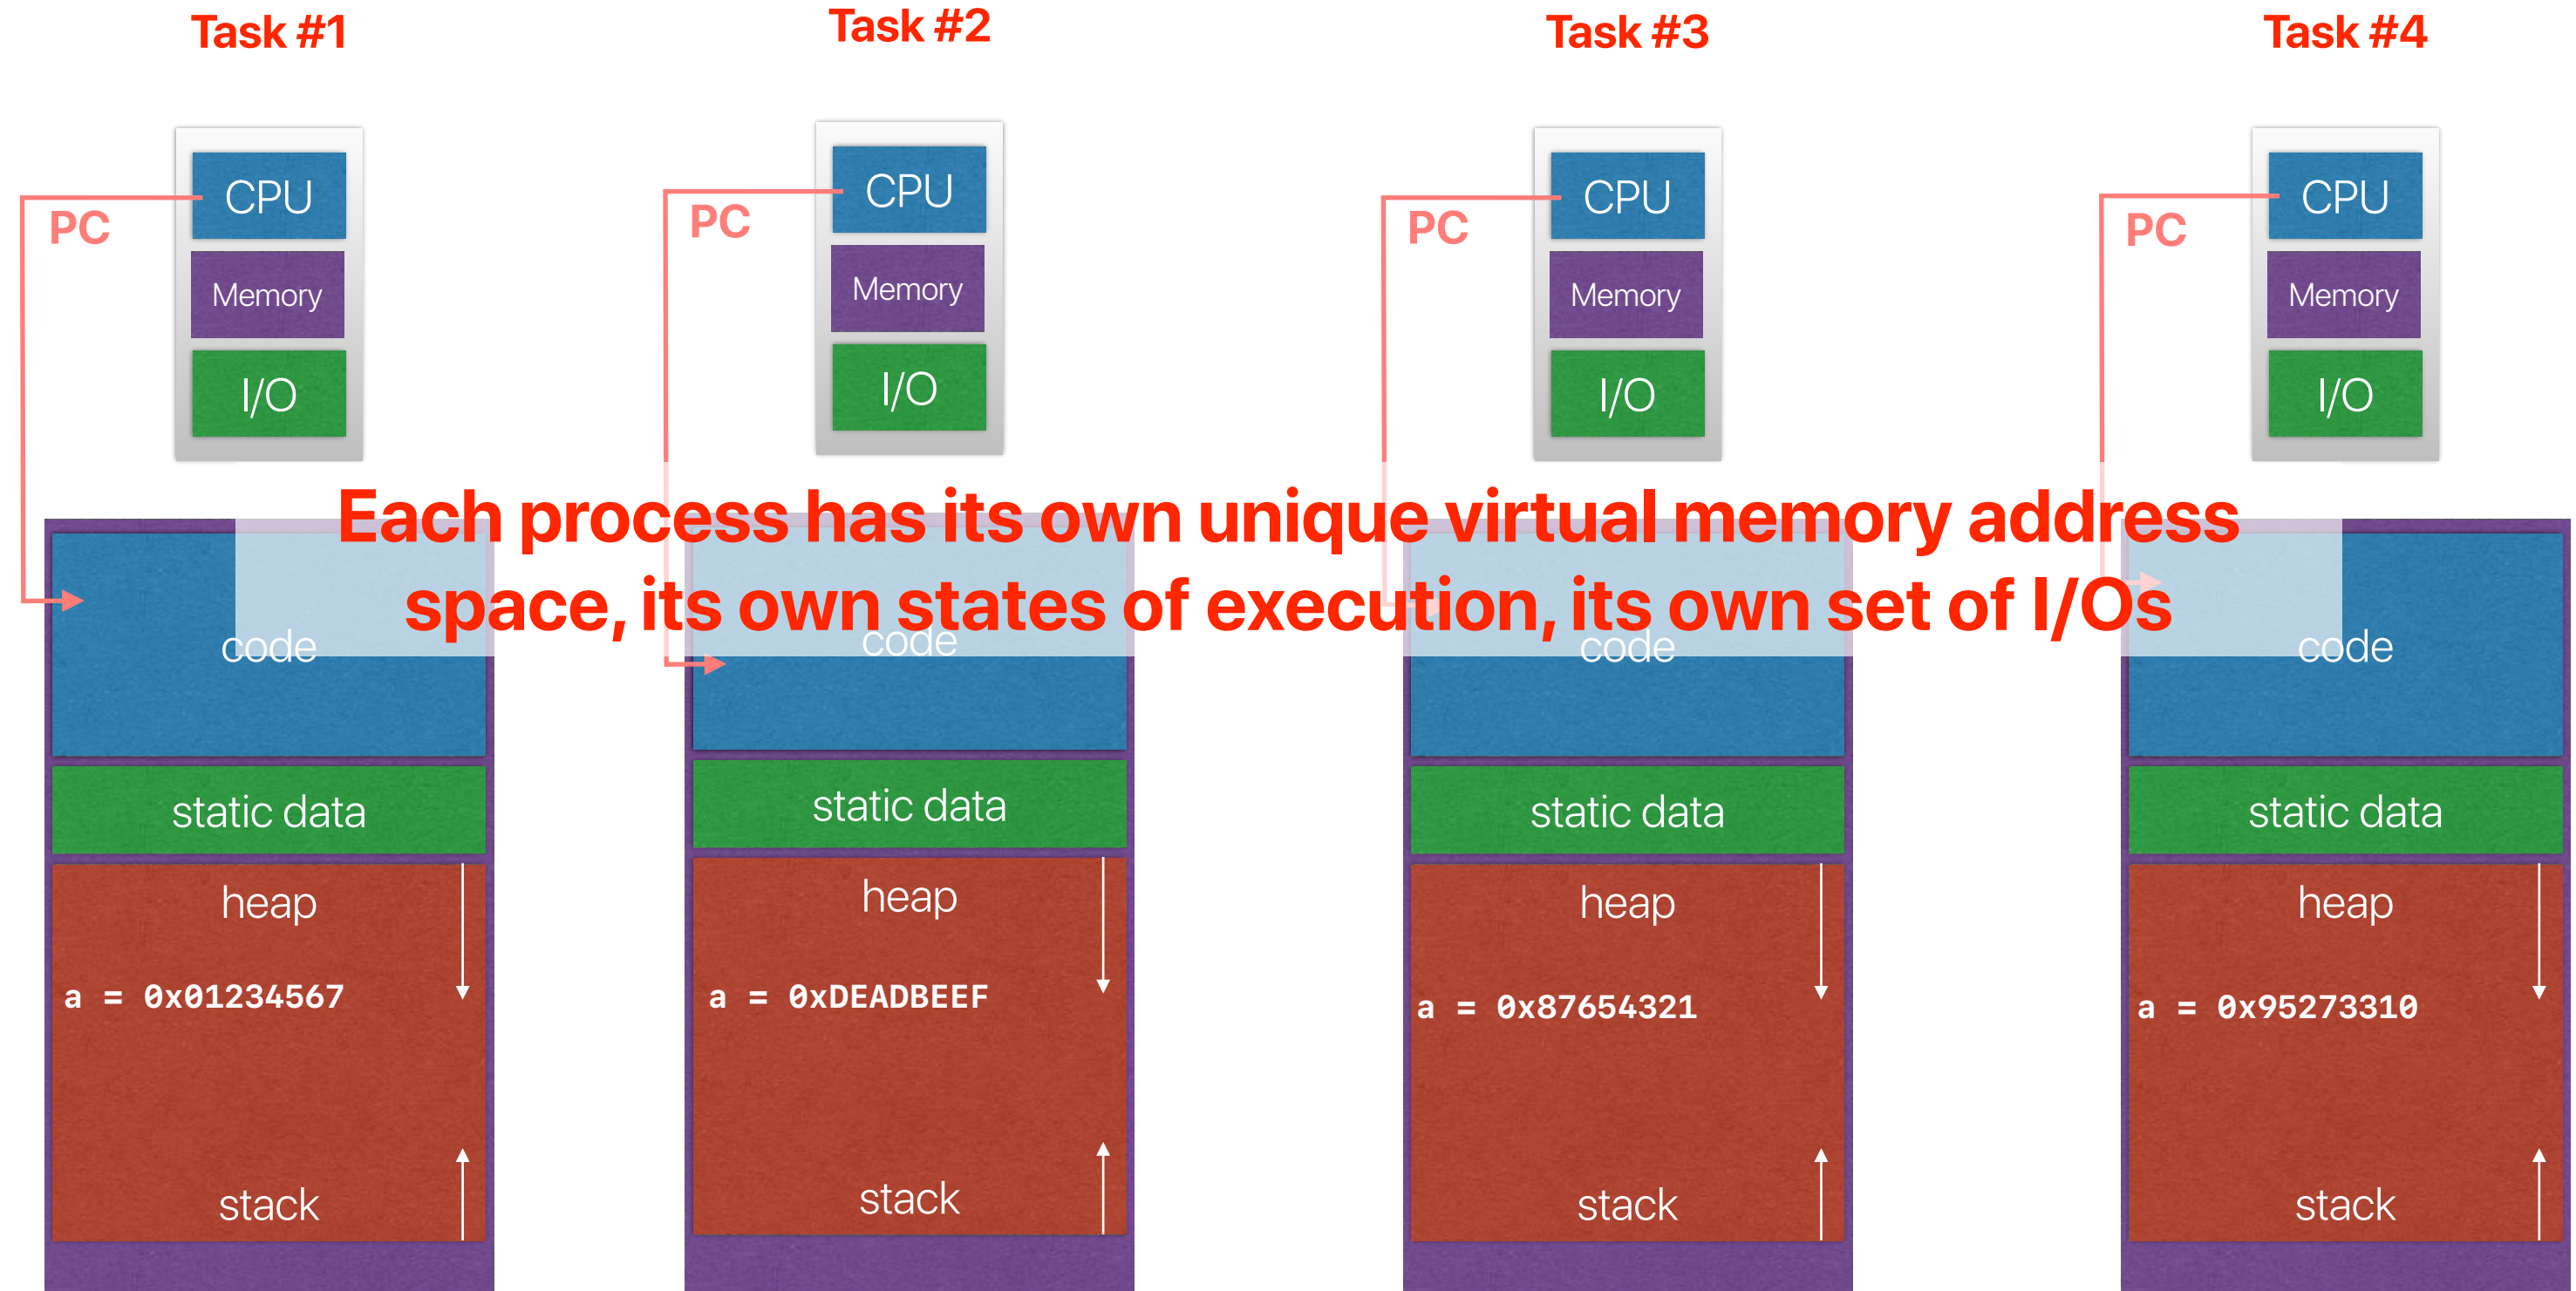 Task #1
Task #2
Task #3
Task #4
CPU
PC
Memory
I/O
CPU
PC
Memory
I/O
CPU
PC
Memory
I/O
CPU
PC
Memory
I/O
Each process has its own unique virtual memory address
space, its own states of execution, its own set of I/Os
code
static data
heap
a = 0x01234567
stack
code
static data
heap
a = 0xDEADBEEF
stack
code
static data
heap
a = 0x87654321
stack
code
static data
heap
a = 0x95273310
stack